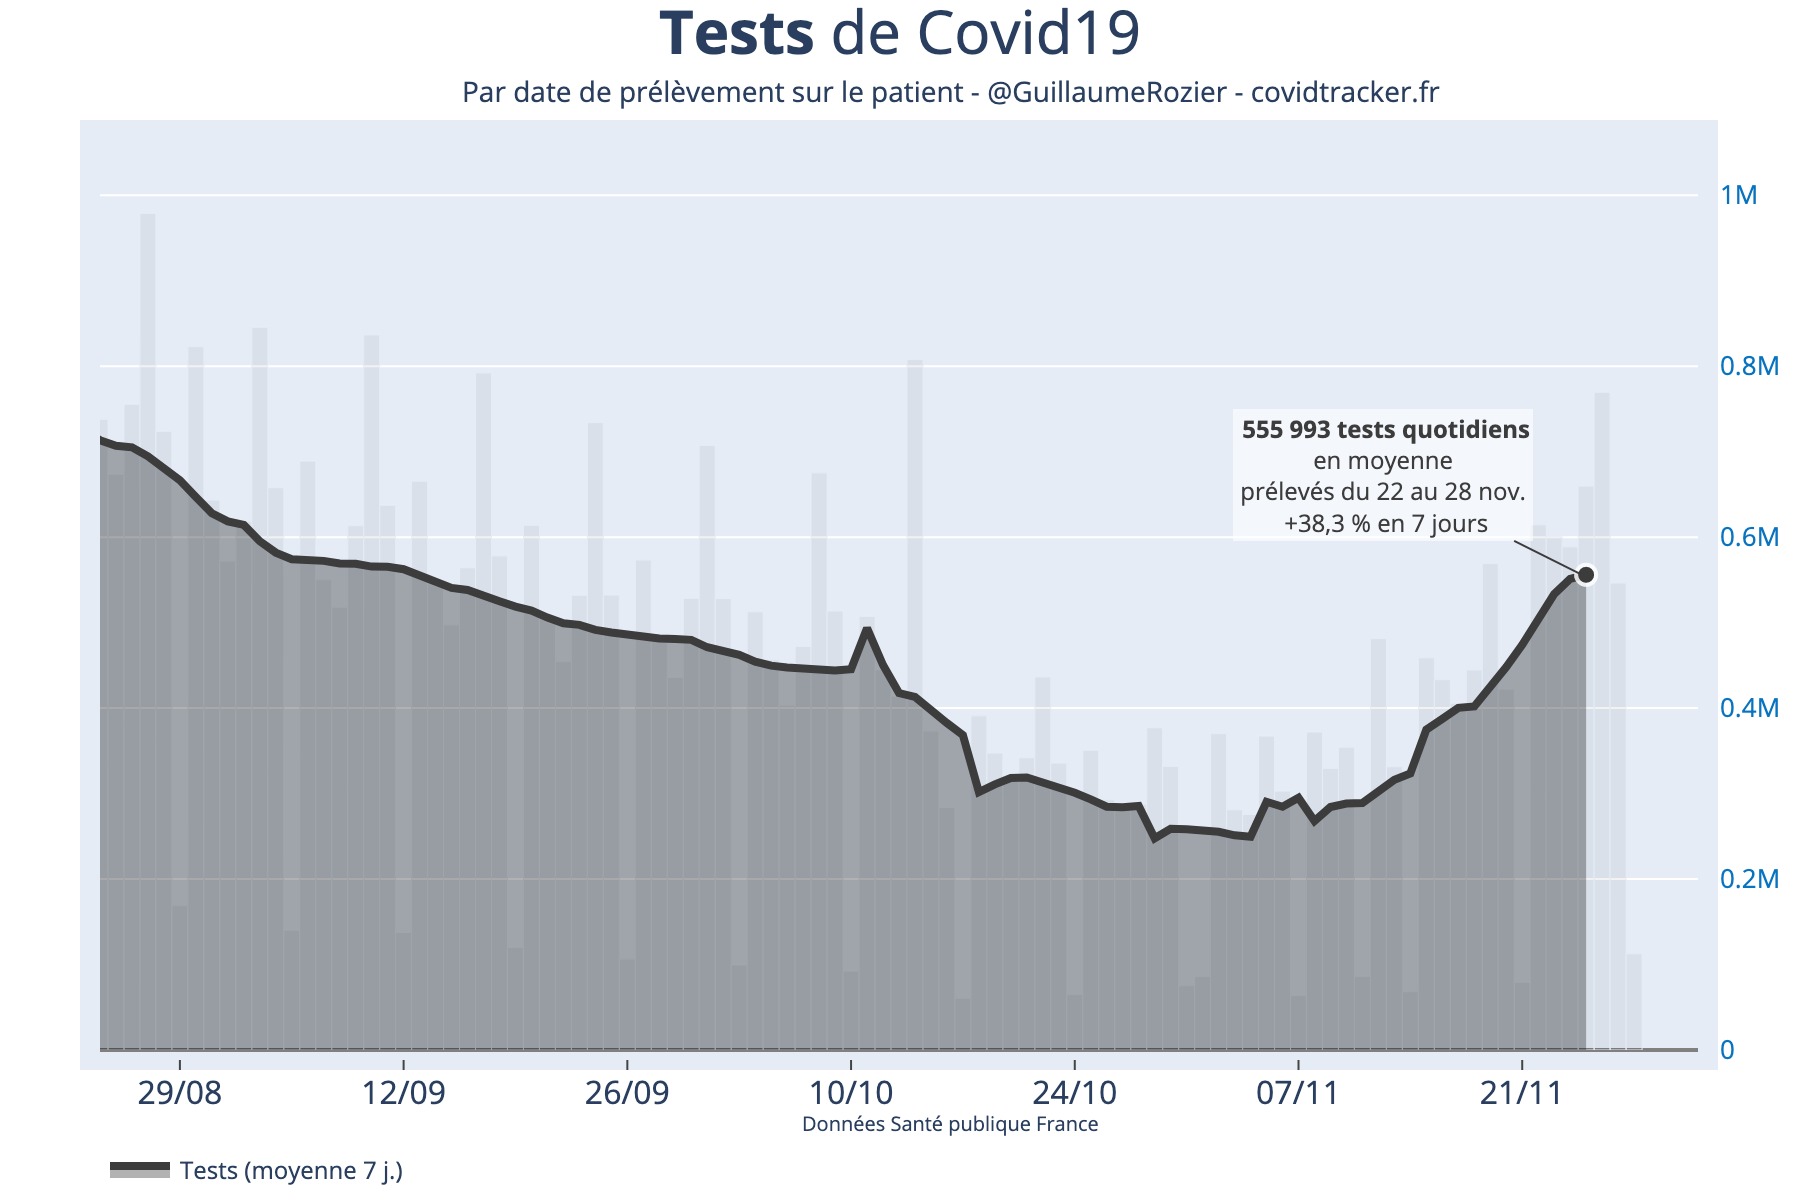 Tests de Covid19
Par date de prélèvement sur le patient - @GuillaumeRozier - covidtracker.fr
1M
0.8M
555 993 tests quotidiens
en moyenne
prélevés du 22 au 28 nov.
+38,3 % en 7 jours
0.6M
0.4M
0.2M
0
29/08 12/09 26/09 10/10 24/10 07/11 21/11
Données Santé publique France
Tests (moyenne 7 j.)